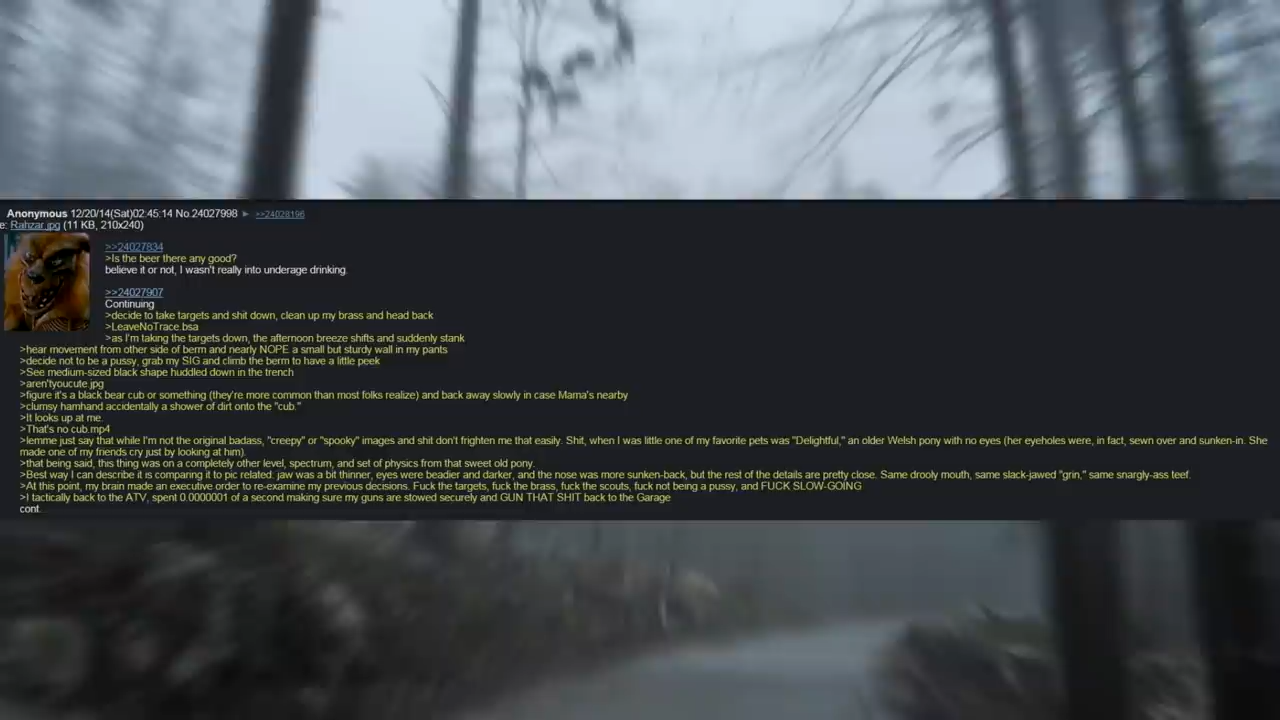 Anonymous 12/20/14(Sat)02:45:14 No.24027998 ▶ >>24028196
e: Rahzar.jpg (11 KB, 210x240)
>>24027834
>Is the beer there any good?
believe it or not, I wasn't really into underage drinking.
>>24027907
Continuing
>decide to take targets and shit down, clean up my brass and head back
>LeaveNoTrace.bsa
>as I'm taking the targets down, the afternoon breeze shifts and suddenly stank
>hear movement from other side of berm and nearly NOPE a small but sturdy wall in my pants
>decide not to be a pussy, grab my SIG and climb the berm to have a little peek
>See medium-sized black shape huddled down in the trench
>aren'tyoucute.jpg
>figure it's a black bear cub or something (they're more common than most folks realize) and back away slowly in case Mama's nearby
>clumsy hamhand accidentally a shower of dirt onto the "cub."
>It looks up at me.
>That's no cub.mp4
>lemme just say that while I'm not the original badass, "creepy" or "spooky" images and shit don't frighten me that easily. Shit, when I was little one of my favorite pets was "Delightful," an older Welsh pony with no eyes (her eyeholes were, in fact, sewn over and sunken-in. She
made one of my friends cry just by looking at him).
>that being said, this thing was on a completely other level, spectrum, and set of physics from that sweet old pony.
>Best way I can describe it is comparing it to pic related. jaw was a bit thinner, eyes were beadier and darker, and the nose was more sunken-back, but the rest of the details are pretty close. Same drooly mouth, same slack-jawed "grin," same snargly-ass teef.
>At this point, my brain made an executive order to re-examine my previous decisions. Fuck the targets, fuck the brass, fuck the scouts, fuck not being a pussy, and FUCK SLOW-GOING
>I tactically back to the ATV, spent 0.0000001 of a second making sure my guns are stowed securely and GUN THAT SHIT back to the Garage
cont.